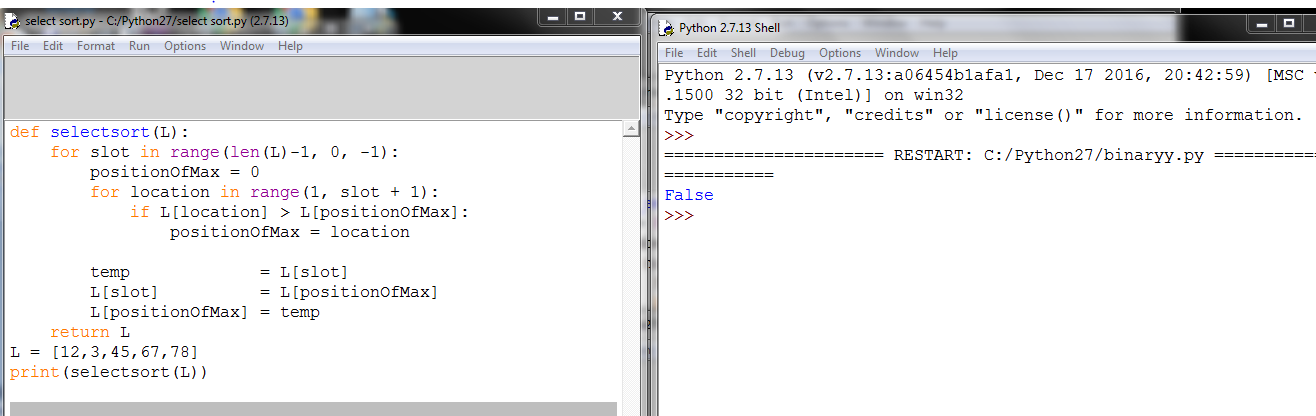 select sort.py - C:/Python27/select sort.py (2.7.13)
File Edit Format Run Options Window Help
def selectsort(L):
    for slot in range(len(L)-1, 0, -1):
        positionOfMax = 0
        for location in range(1, slot + 1):
            if L[location] > L[positionOfMax]:
                positionOfMax = location
        temp             = L[slot]
        L[slot]          = L[positionOfMax]
        L[positionOfMax] = temp
    return L
L = [12,3,45,67,78]
print(selectsort(L))
Python 2.7.13 Shell
File Edit Shell Debug Options Window Help
Python 2.7.13 (v2.7.13:a06454b1afa1, Dec 17 2016, 20:42:59) [MSC
.1500 32 bit (Intel)] on win32
Type "copyright", "credits" or "license()" for more information.
>>>
====================== RESTART: C:/Python27/binaryy.py ===========
===========
False
>>>